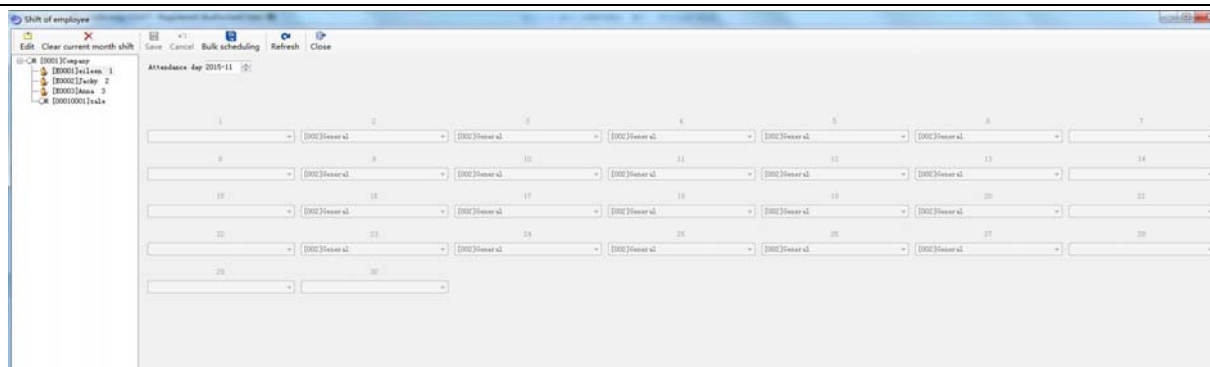 Shift of employee
Edit Clear current month shift Save Cancel Bulk scheduling Refresh Close
[0001]Company
[E0001]eileen 1
[E0002]Jacky 2
[E0003]Anna 3
[00010001]sale
Attendance day 2015-11
1 2 3 4 5 6 7
[002]General [002]General [002]General [002]General [002]General
8 9 10 11 12 13 14
[002]General [002]General [002]General [002]General [002]General
15 16 17 18 19 20 21
[002]General [002]General [002]General [002]General [002]General
22 23 24 25 26 27 28
[002]General [002]General [002]General [002]General [002]General
29 30